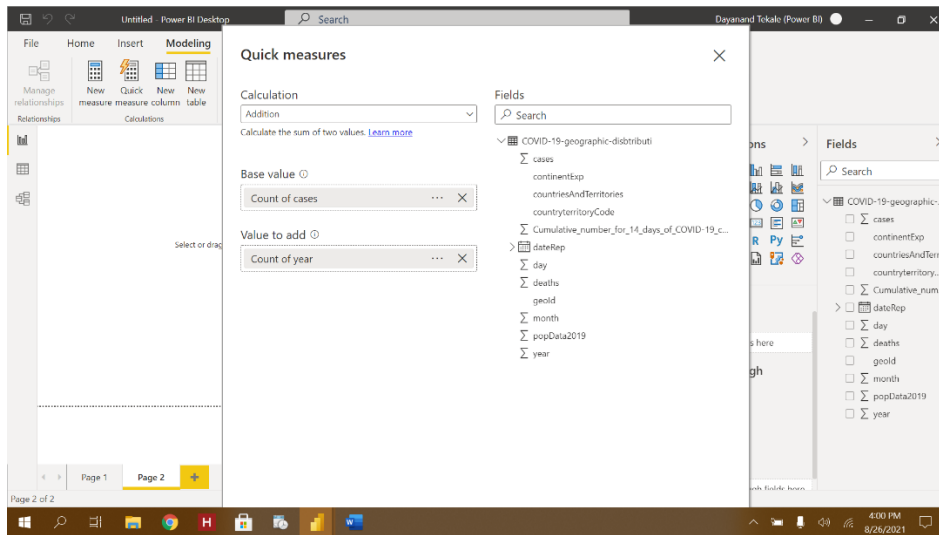 Untitled - Power BI Desktop
Search
Dayanand Tekale (Power BI)
File Home Insert Modeling
Manage relationships
New measure
Quick measure
New column
New table
Relationships
Calculations
Quick measures
Calculation
Addition
Calculate the sum of two values. Learn more
Base value
Count of cases
Value to add
Count of year
Fields
Search
COVID-19-geographic-disbtributi
cases
continentExp
countriesAndTerritories
countryterritoryCode
Cumulative_number_for_14_days_of_COVID-19_c...
dateRep
day
deaths
geoId
month
popData2019
year
Select or drag
ons
R Py
s here
gh
Fields
Search
COVID-19-geographic-...
cases
continentExp
countriesAndTerr
countryterritory...
Cumulative_num
dateRep
day
deaths
geoId
month
popData2019
year
Page 1 Page 2 +
Page 2 of 2
H
4:00 PM
8/26/2021